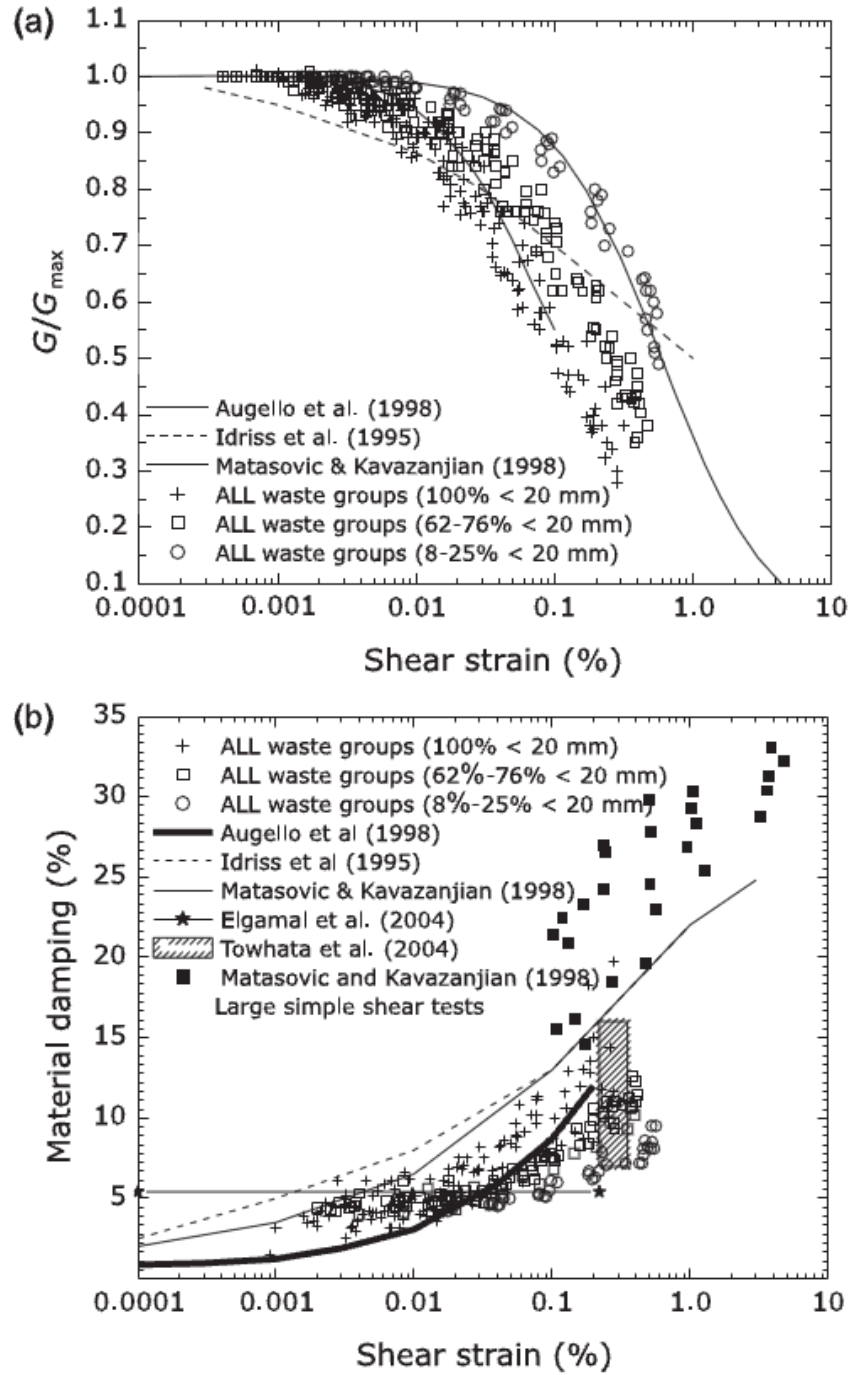 (a)
1.1
1.0
0.9
0.8
0.7
0.6
0.5
0.4
0.3
0.2
0.1
G/Gmax
Augello et al. (1998)
Idriss et al. (1995)
Matasovic & Kavazanjian (1998)
ALL waste groups (100% < 20 mm)
ALL waste groups (62-76% < 20 mm)
ALL waste groups (8-25% < 20 mm)
0.0001 0.001 0.01 0.1 1.0 10
Shear strain (%)
(b)
35
30
25
20
15
10
5
Material damping (%)
ALL waste groups (100% < 20 mm)
ALL waste groups (62%-76% < 20 mm)
ALL waste groups (8%-25% < 20 mm)
Augello et al (1998)
Idriss et al (1995)
Matasovic & Kavazanjian (1998)
Elgamal et al. (2004)
Towhata et al. (2004)
Matasovic and Kavazanjian (1998)
Large simple shear tests
0.0001 0.001 0.01 0.1 1.0 10
Shear strain (%)